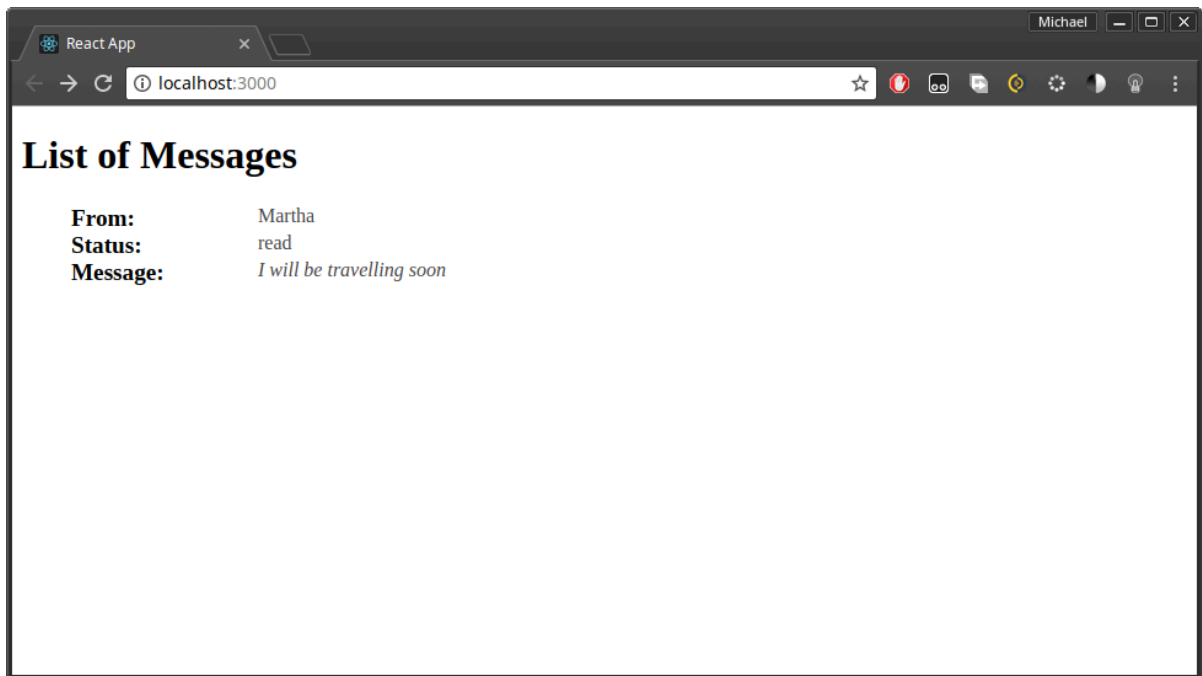 Michael
React App
localhost:3000
List of Messages
From: Martha
Status: read
Message: I will be travelling soon